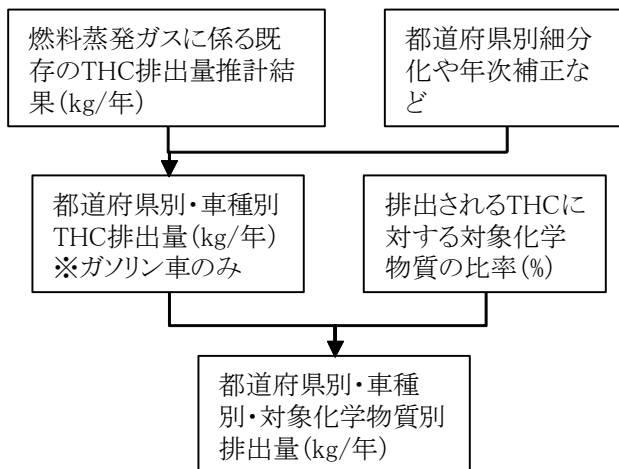 燃料蒸発ガスに係る既
存のTHC排出量推計結
果(kg/年)
都道府県別細分
化や年次補正な
ど
都道府県別・車種別
THC排出量(kg/年)
※ガソリン車のみ
排出されるTHCに
対する対象化学
物質の比率(%)
都道府県別・車種
別・対象化学物質別
排出量(kg/年)